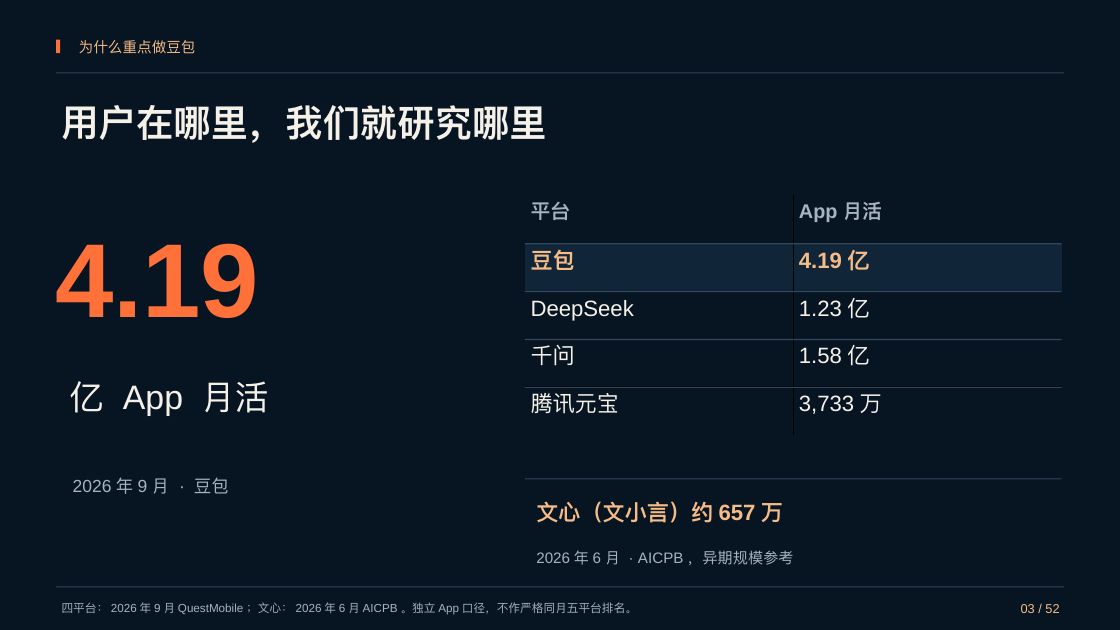 为什么重点做豆包
用户在哪里，我们就研究哪里
4.19
亿 App 月活
2026 年 9 月 · 豆包
平台 App 月活
豆包 4.19 亿
DeepSeek 1.23 亿
千问 1.58 亿
腾讯元宝 3,733 万
文心（文小言）约 657 万
2026 年 6 月 · AICPB ，异期规模参考
四平台： 2026 年 9 月 QuestMobile ；文心： 2026 年 6 月 AICPB 。独立 App 口径，不作严格同月五平台排名。
03 / 52